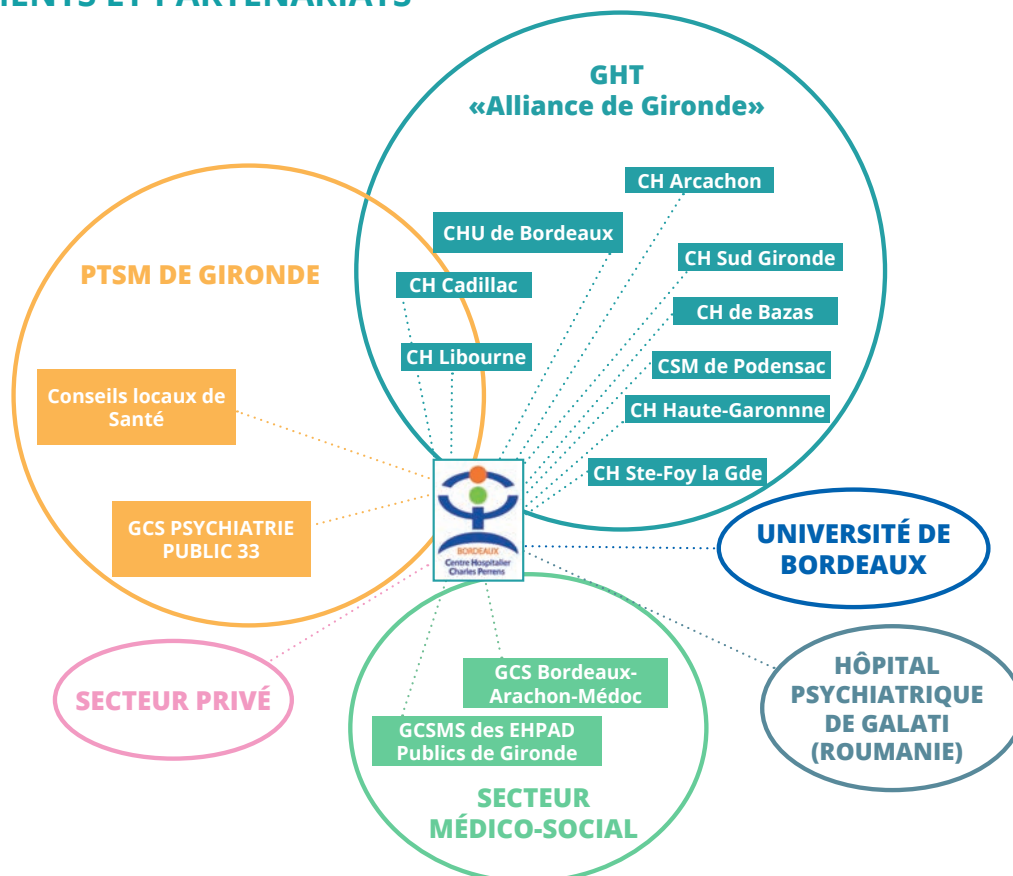 GHT
«Alliance de Gironde»
CH Arcachon
CHU de Bordeaux
CH Sud Gironde
PTSM DE GIRONDE
CH Cadillac
CH de Bazas
CH Libourne
CSM de Podensac
Conseils locaux de
Santé
CH Haute-Garonnne
CH Ste-Foy la Gde
GCS PSYCHIATRIE
PUBLIC 33
BORDEAUX
Centre Hospitalier
Charles Perrens
UNIVERSITÉ DE
BORDEAUX
SECTEUR PRIVÉ
GCS Bordeaux-
Arachon-Médoc
GCSMS des EHPAD
Publics de Gironde
HÔPITAL
PSYCHIATRIQUE
DE GALATI
(ROUMANIE)
SECTEUR
MÉDICO-SOCIAL